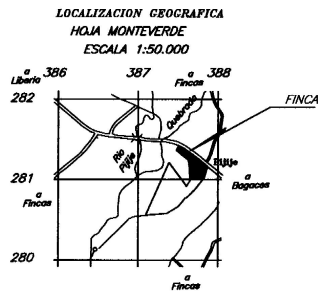 LOCALIZACION GEOGRAFICA
HOJA MONTEVERDE
ESCALA 1:50.000
a Liberia
386
387
a Fincas
388
282
Quebrada
FINCA
Río Pijije
Pijije
281
a Fincas
a Bagaces
280
a Fincas